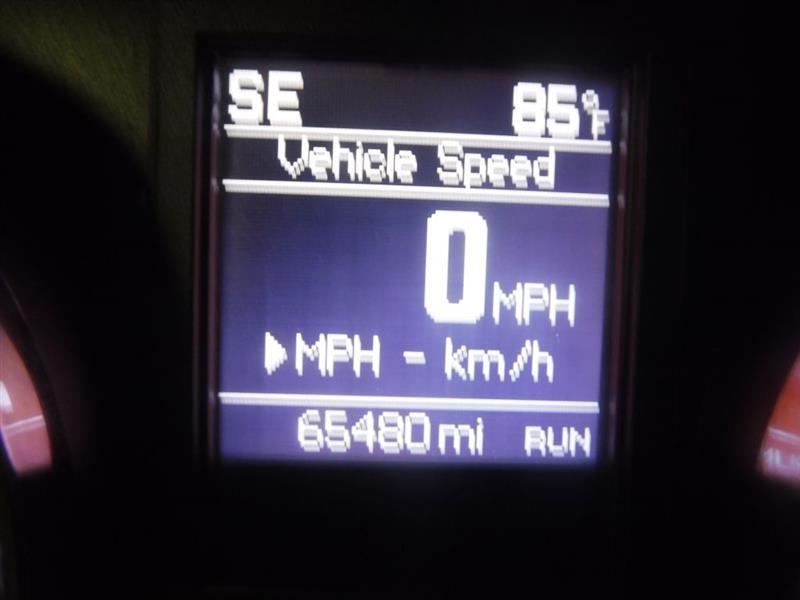 SE 85°F
Vehicle Speed
0 MPH
▶MPH - km/h
65480 mi RUN